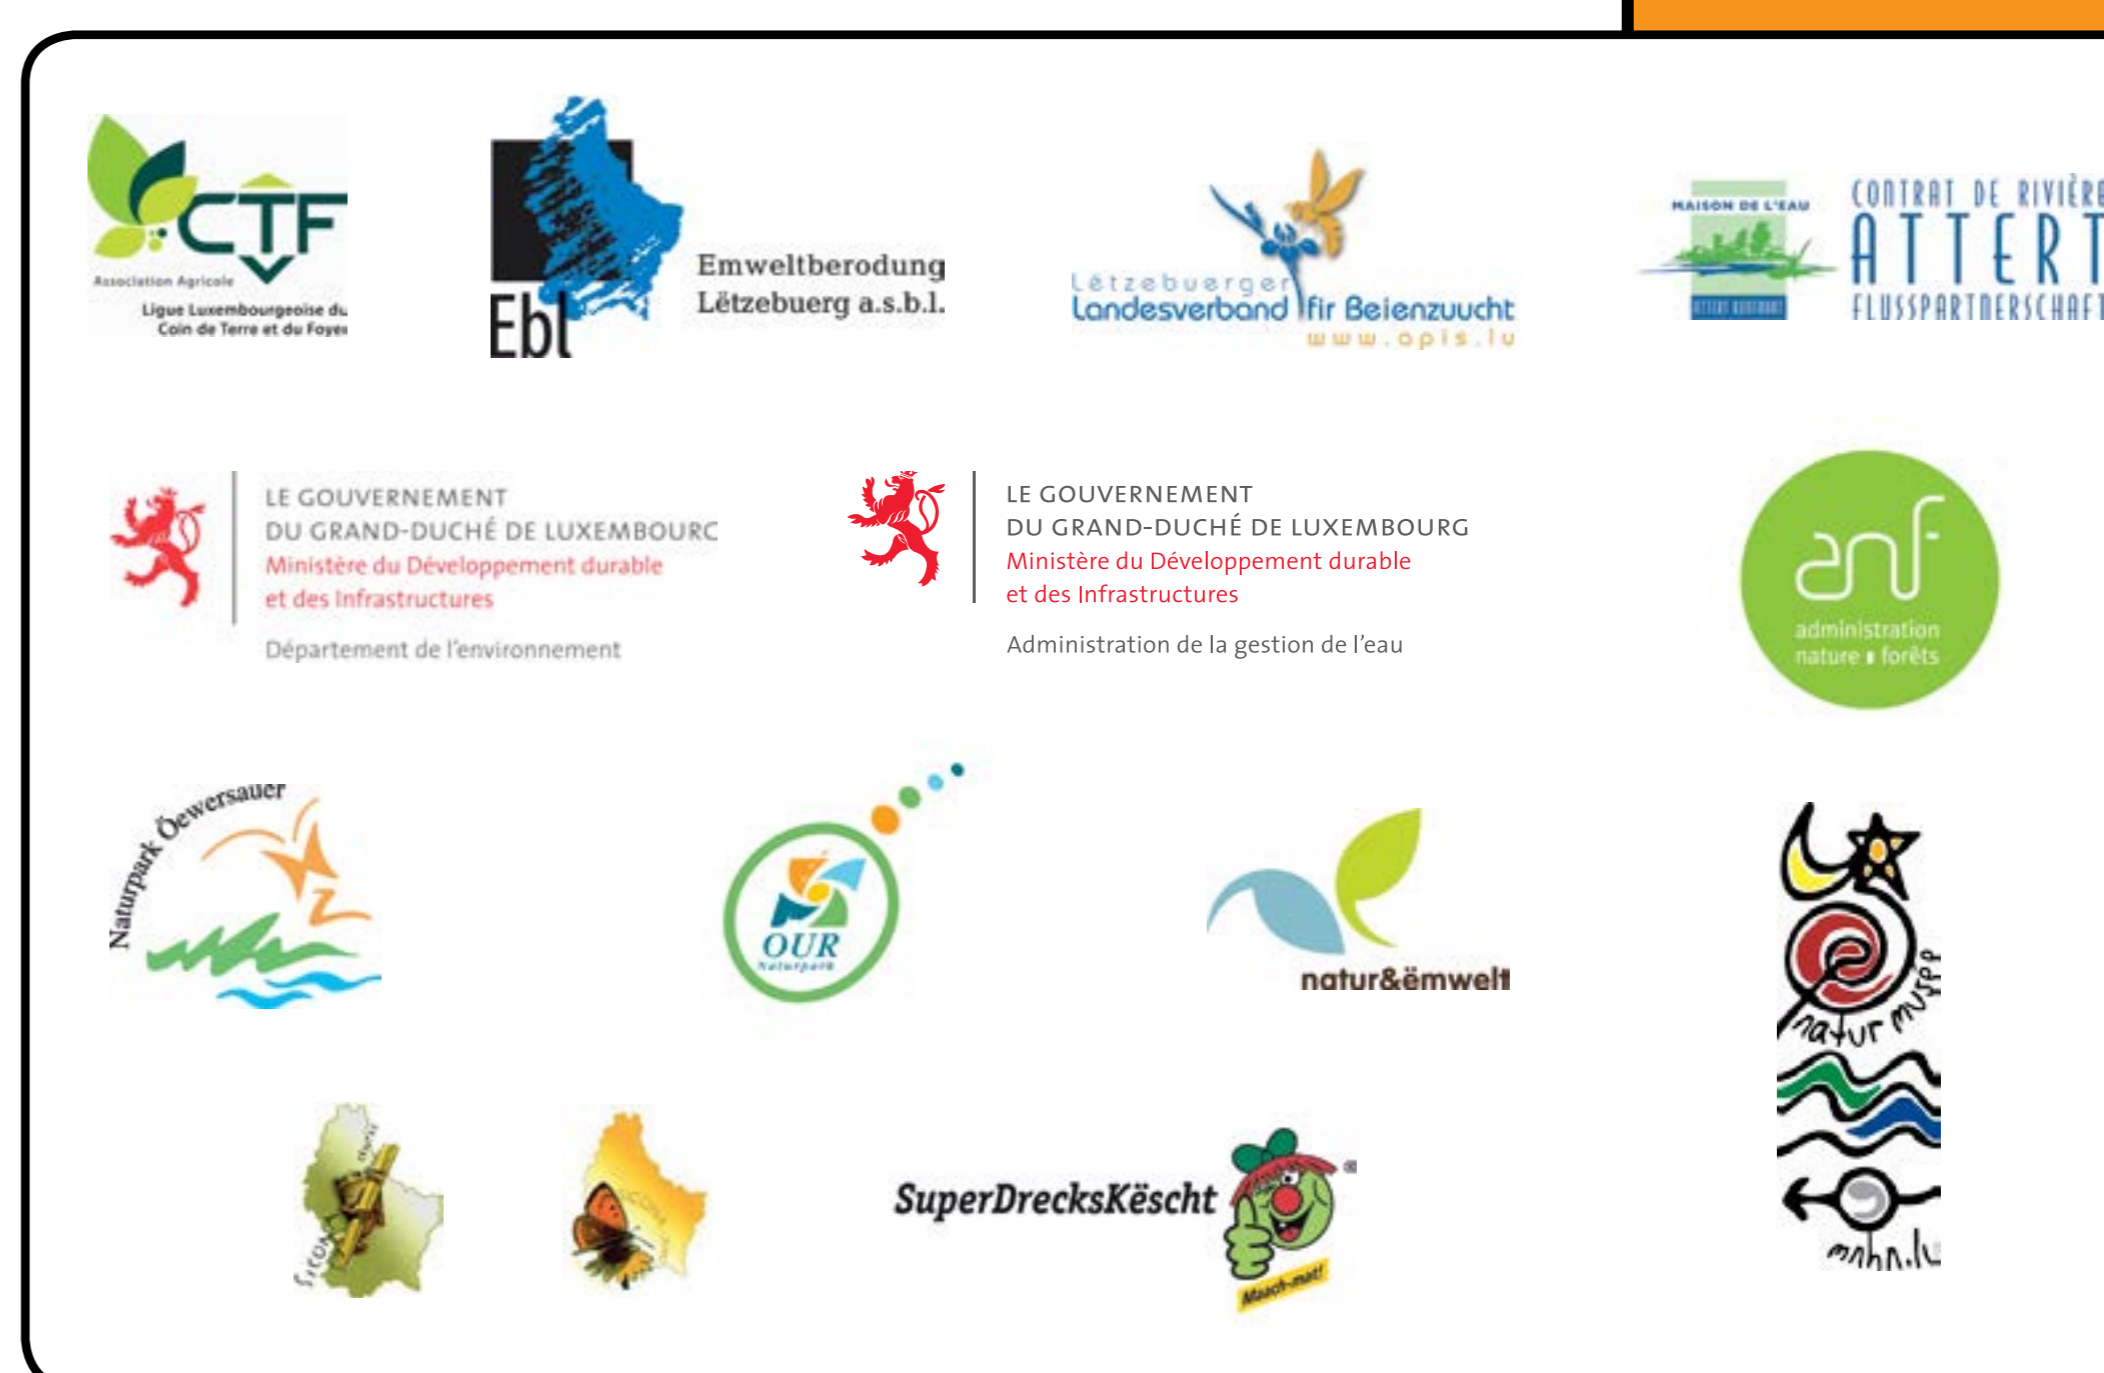 CTF
Association Agricole
Ligue Luxembourgeoise du
Coin de Terre et du Foyer
Ebl
Emweltberodung
Lëtzebuerg a.s.b.l.
Lëtzebuerger
Landesverband fir Beienzuucht
www.apis.lu
MAISON DE L'EAU
CONTRAT DE RIVIÈRE
ATTERT
FLUSSPARTNERSCHAFT
LE GOUVERNEMENT
DU GRAND-DUCHÉ DE LUXEMBOURG
Ministère du Développement durable
et des Infrastructures
Département de l'environnement
LE GOUVERNEMENT
DU GRAND-DUCHÉ DE LUXEMBOURG
Ministère du Développement durable
et des Infrastructures
Administration de la gestion de l'eau
anf
administration
nature forêts
Naturpark Öewersauer
OUR
Naturpark
natur&ëmwelt
natur musée
mnhn.lu
SICONA
SICONA
SuperDrecksKëscht ®
Maach-mat!